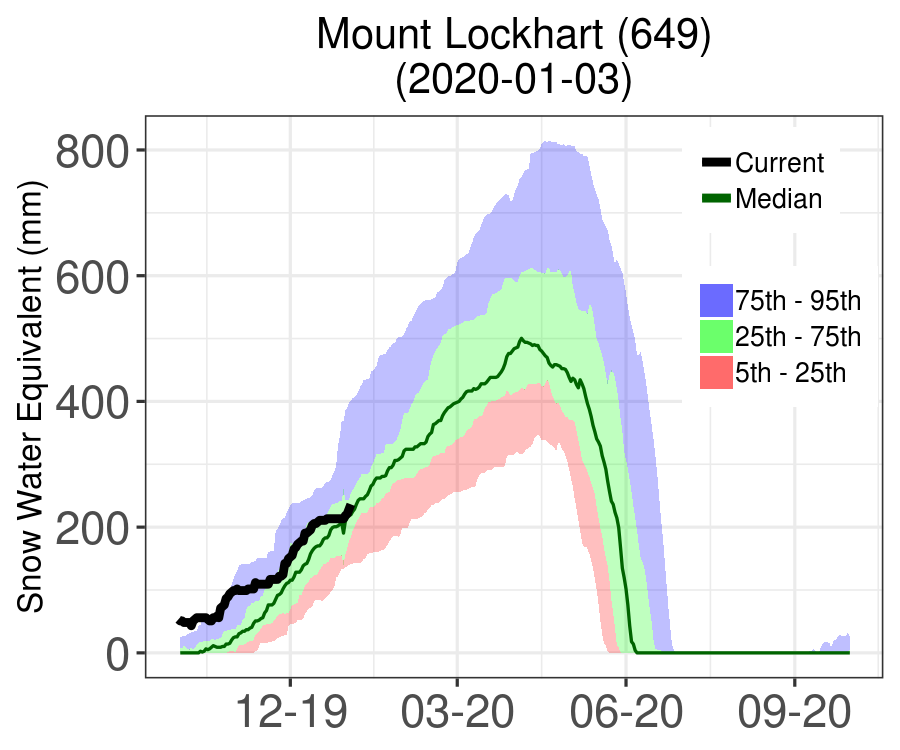 Mount Lockhart (649)
(2020-01-03)
Snow Water Equivalent (mm)
800
600
400
200
0
12-19
03-20
06-20
09-20
Current
Median
75th - 95th
25th - 75th
5th - 25th